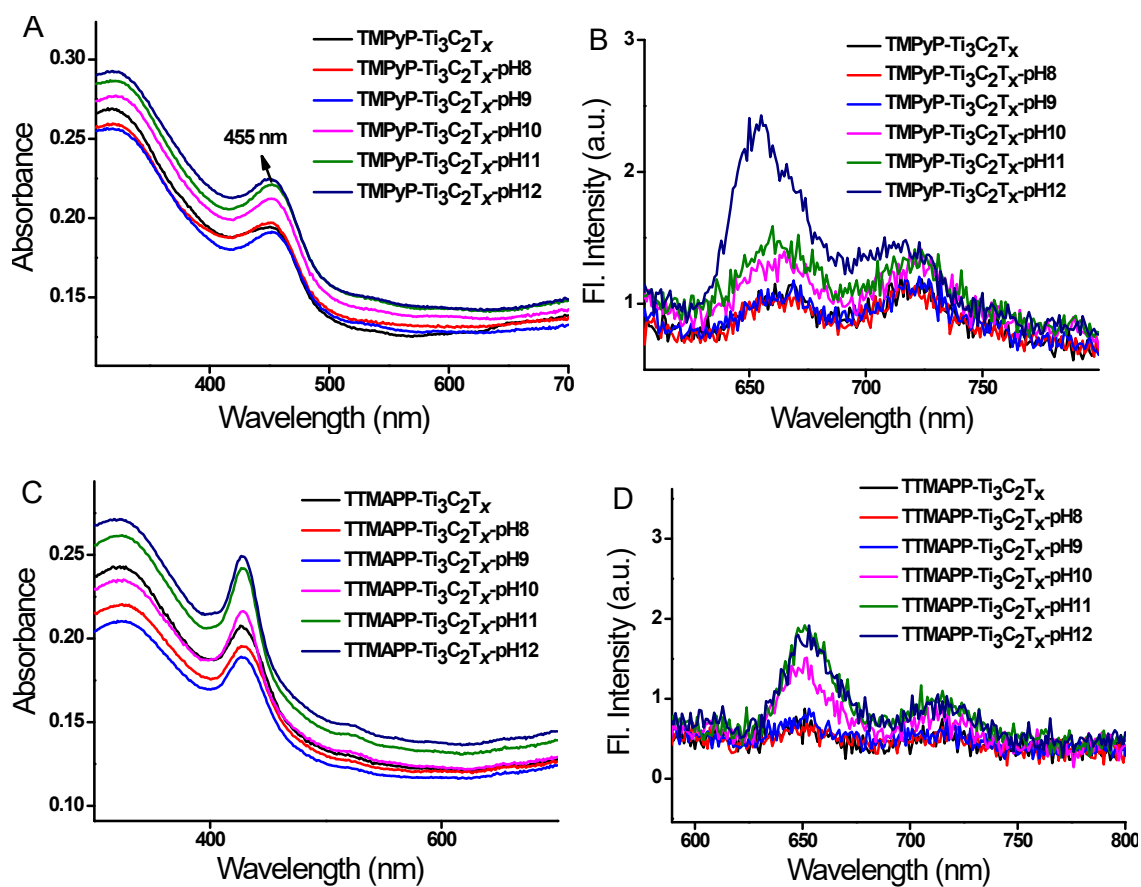 A
TMPyP-Ti3C2Tx
TMPyP-Ti3C2Tx-pH8
TMPyP-Ti3C2Tx-pH9
TMPyP-Ti3C2Tx-pH10
TMPyP-Ti3C2Tx-pH11
TMPyP-Ti3C2Tx-pH12
455 nm
0.30
0.25
0.20
0.15
Absorbance
400
500
600
70
Wavelength (nm)
B
TMPyP-Ti3C2Tx
TMPyP-Ti3C2Tx-pH8
TMPyP-Ti3C2Tx-pH9
TMPyP-Ti3C2Tx-pH10
TMPyP-Ti3C2Tx-pH11
TMPyP-Ti3C2Tx-pH12
3
2
1
Fl. Intensity (a.u.)
650
700
750
Wavelength (nm)
C
TTMAPP-Ti3C2Tx
TTMAPP-Ti3C2Tx-pH8
TTMAPP-Ti3C2Tx-pH9
TTMAPP-Ti3C2Tx-pH10
TTMAPP-Ti3C2Tx-pH11
TTMAPP-Ti3C2Tx-pH12
0.25
0.20
0.15
0.10
Absorbance
400
600
Wavelength (nm)
D
TTMAPP-Ti3C2Tx
TTMAPP-Ti3C2Tx-pH8
TTMAPP-Ti3C2Tx-pH9
TTMAPP-Ti3C2Tx-pH10
TTMAPP-Ti3C2Tx-pH11
TTMAPP-Ti3C2Tx-pH12
3
2
1
0
Fl. Intensity (a.u.)
600
650
700
750
800
Wavelength (nm)